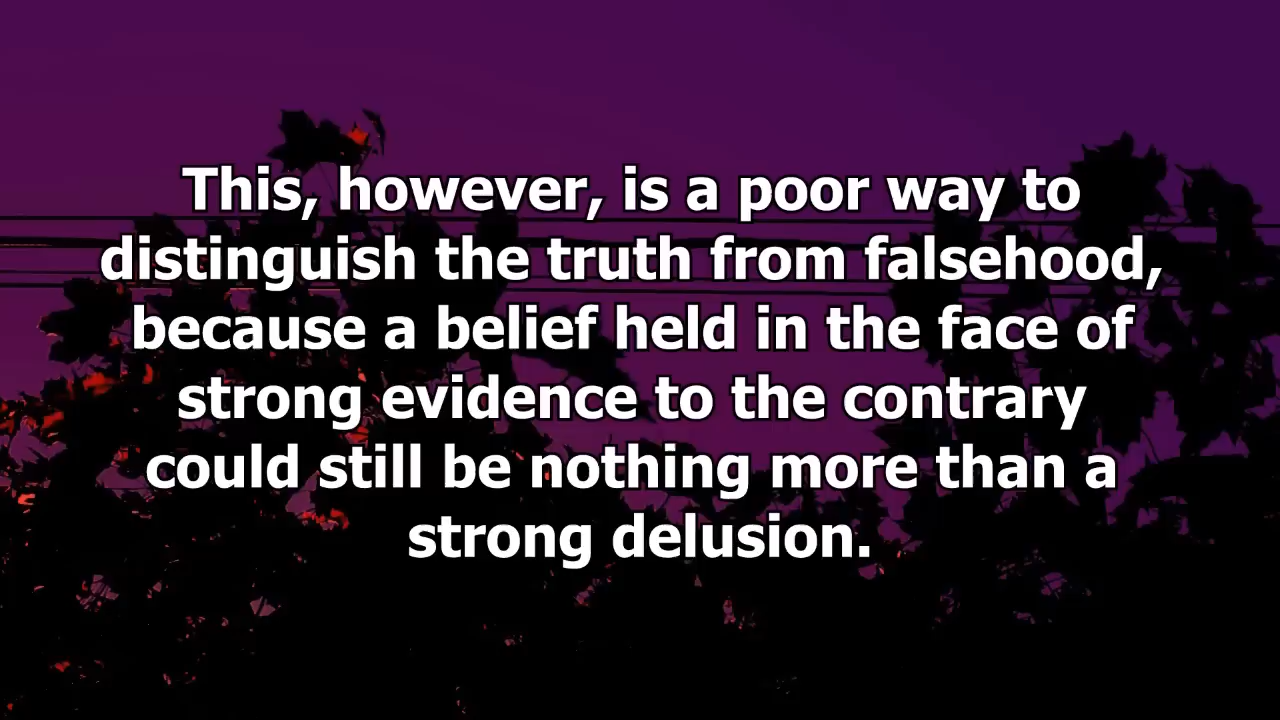 This, however, is a poor way to
distinguish the truth from falsehood,
because a belief held in the face of
strong evidence to the contrary
could still be nothing more than a
strong delusion.